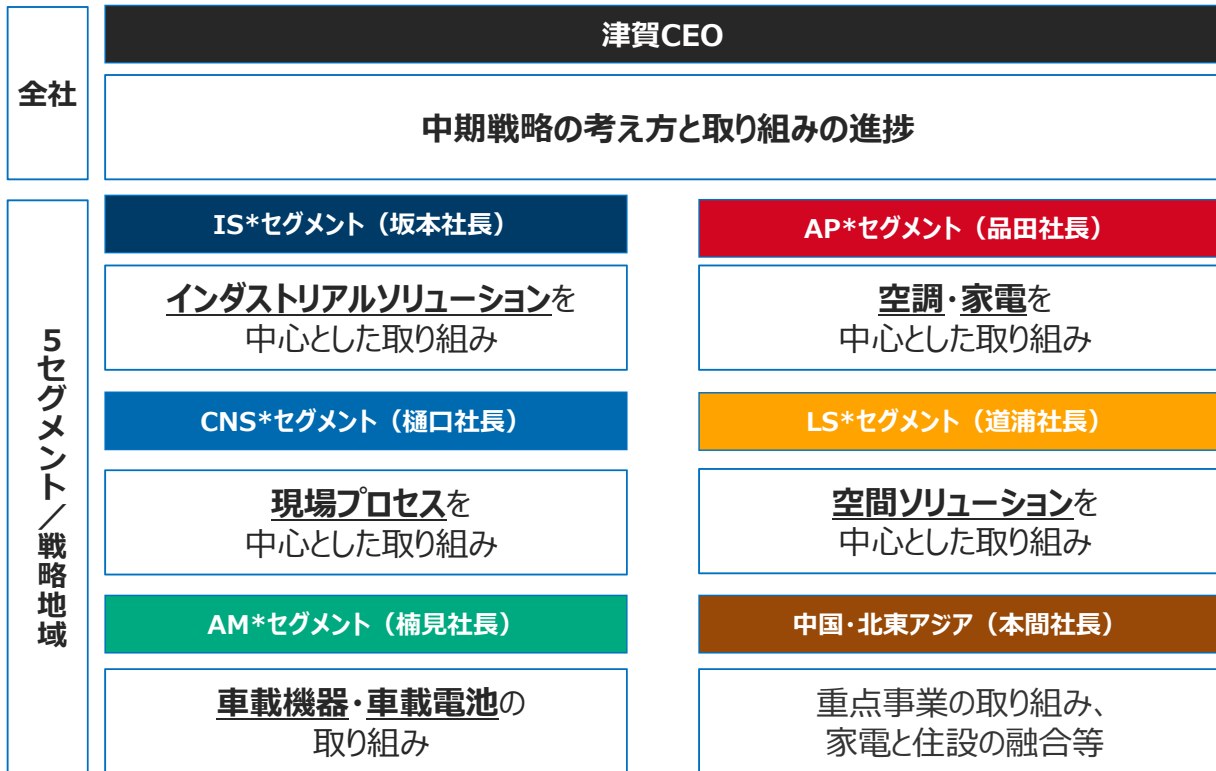 全社
津賀CEO
中期戦略の考え方と取り組みの進捗
5セグメント／戦略地域
IS*セグメント（坂本社長）
インダストリアルソリューションを
中心とした取り組み
CNS*セグメント（樋口社長）
現場プロセスを
中心とした取り組み
AM*セグメント（楠見社長）
車載機器・車載電池の
取り組み
AP*セグメント（品田社長）
空調・家電を
中心とした取り組み
LS*セグメント（道浦社長）
空間ソリューションを
中心とした取り組み
中国・北東アジア（本間社長）
重点事業の取り組み、
家電と住設の融合等